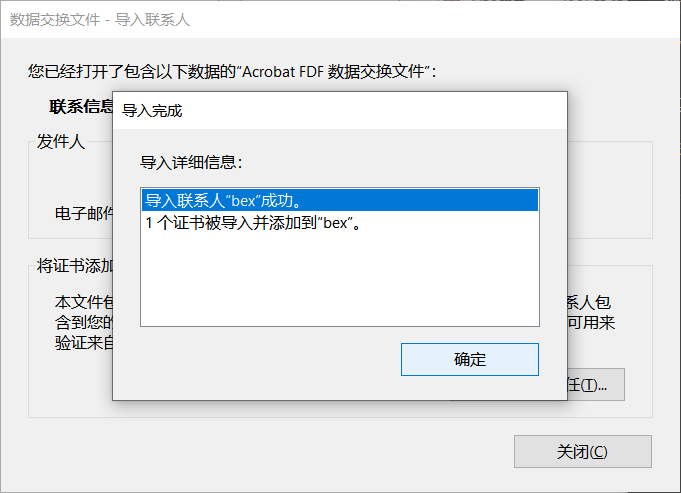 数据交换文件 - 导入联系人
您已经打开了包含以下数据的“Acrobat FDF 数据交换文件”：
联系信息
导入完成
发件人
导入详细信息：
导入联系人“bex”成功。
电子邮件
1 个证书被导入并添加到“bex”。
将证书添加
本文件包
系人包
含到您的
可用来
验证来自
确定
任(T)...
关闭(C)